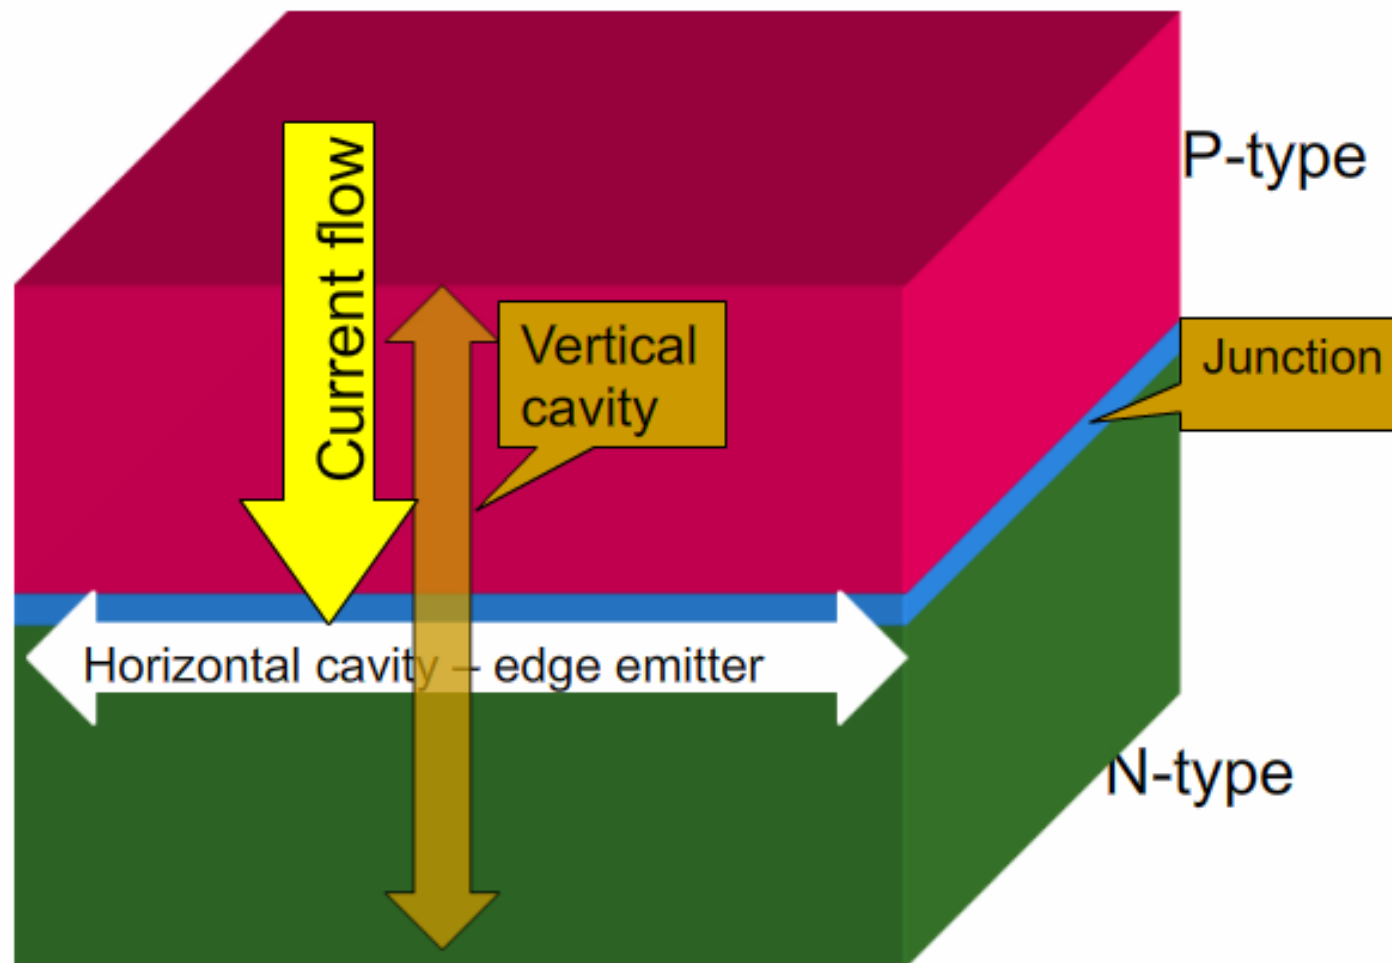 P-type
Current flow
Vertical
cavity
Junction
Horizontal cavity – edge emitter
N-type